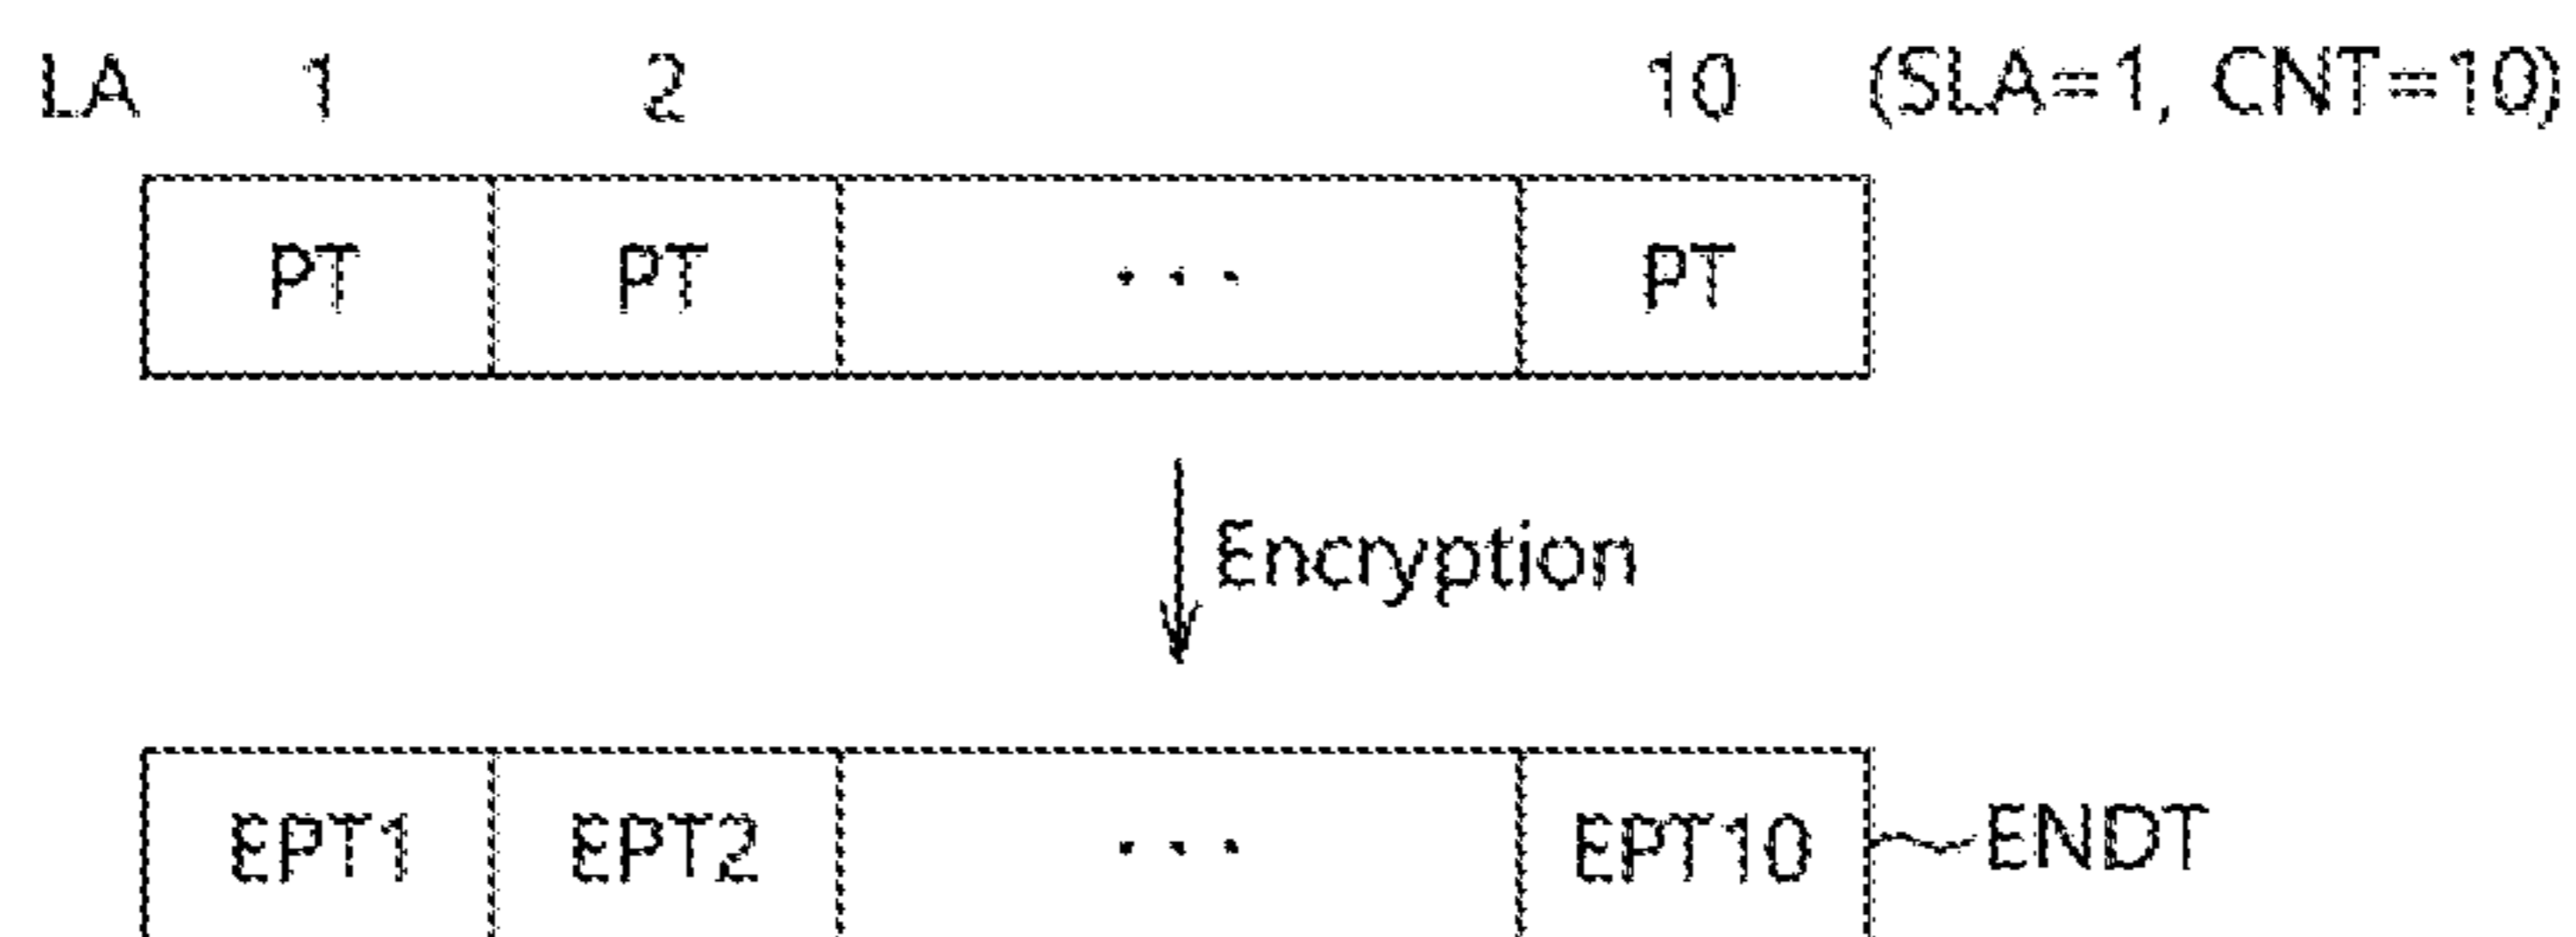 LA 1 2 10 (SLA=1, CNT=10)
PT PT ... PT
Encryption
EPT1 EPT2 ... EPT10 ENDT